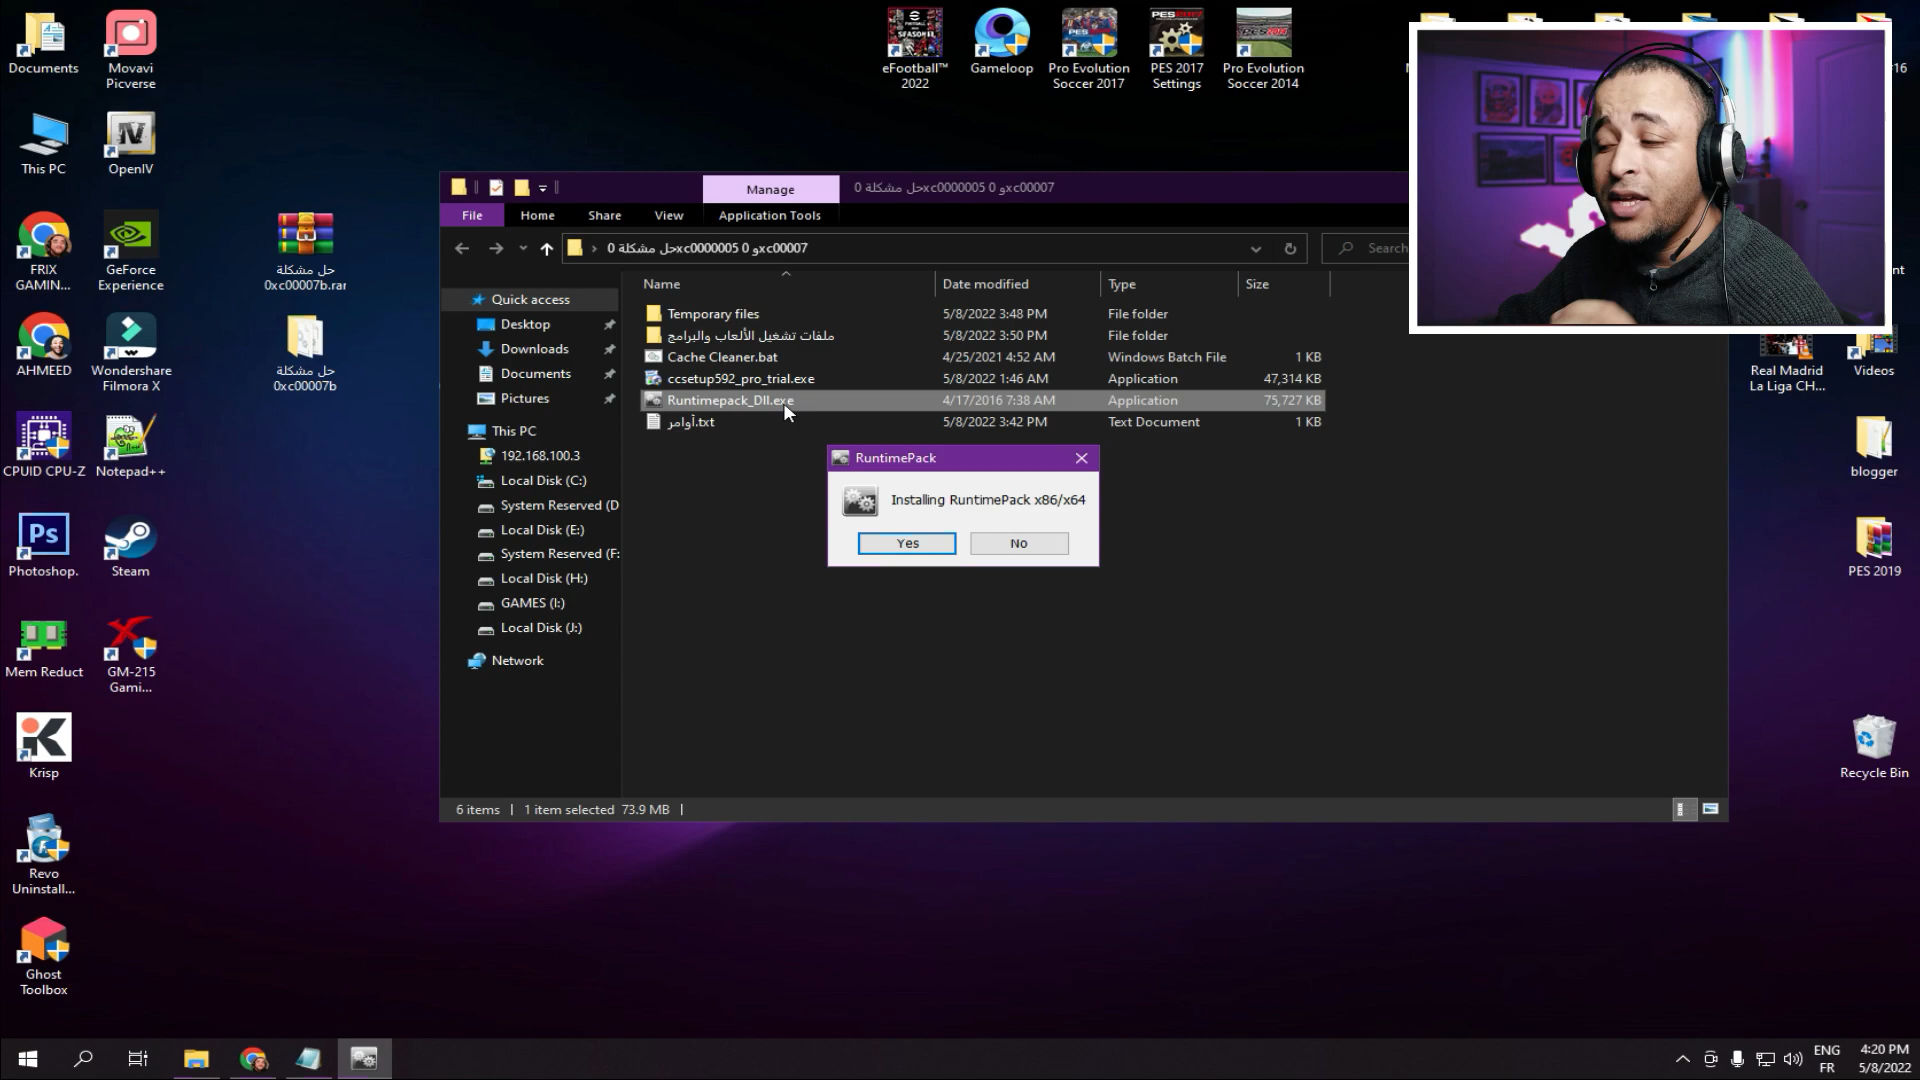 Documents
Movavi
Picverse
This PC
OpenIV
FRIX
GAMIN...
GeForce
Experience
حل مشكلة
0xc00007b.rar
AHMEED
Wondershare
Filmora X
حل مشكلة
0xc00007b
CPUID CPU-Z
Notepad++
Photoshop.
Steam
Mem Reduct
GM-215
Gami...
Krisp
Revo
Uninstall...
Ghost
Toolbox
eFootball™
2022
Gameloop
Pro Evolution
Soccer 2017
PES 2017
Settings
Pro Evolution
Soccer 2014
Manage
حل مشكلة 0xc0000005 و 0xc00007
File
Home
Share
View
Application Tools
حل مشكلة 0xc0000005 و 0xc00007
Search
Name
Date modified
Type
Size
Temporary files
5/8/2022 3:48 PM
File folder
ملفات تشغيل الألعاب والبرامج
5/8/2022 3:50 PM
File folder
Cache Cleaner.bat
4/25/2021 4:52 AM
Windows Batch File
1 KB
ccsetup592_pro_trial.exe
5/8/2022 1:46 AM
Application
47,314 KB
Runtimepack_Dll.exe
4/17/2016 7:38 AM
Application
75,727 KB
آوامر.txt
5/8/2022 3:42 PM
Text Document
1 KB
Quick access
Desktop
Downloads
Documents
Pictures
This PC
192.168.100.3
Local Disk (C:)
System Reserved (D
Local Disk (E:)
System Reserved (F:
Local Disk (H:)
GAMES (I:)
Local Disk (J:)
Network
RuntimePack
Installing RuntimePack x86/x64
Yes
No
6 items
1 item selected 73.9 MB
Real Madrid
La Liga CH...
Videos
blogger
PES 2019
Recycle Bin
ENG
FR
4:20 PM
5/8/2022